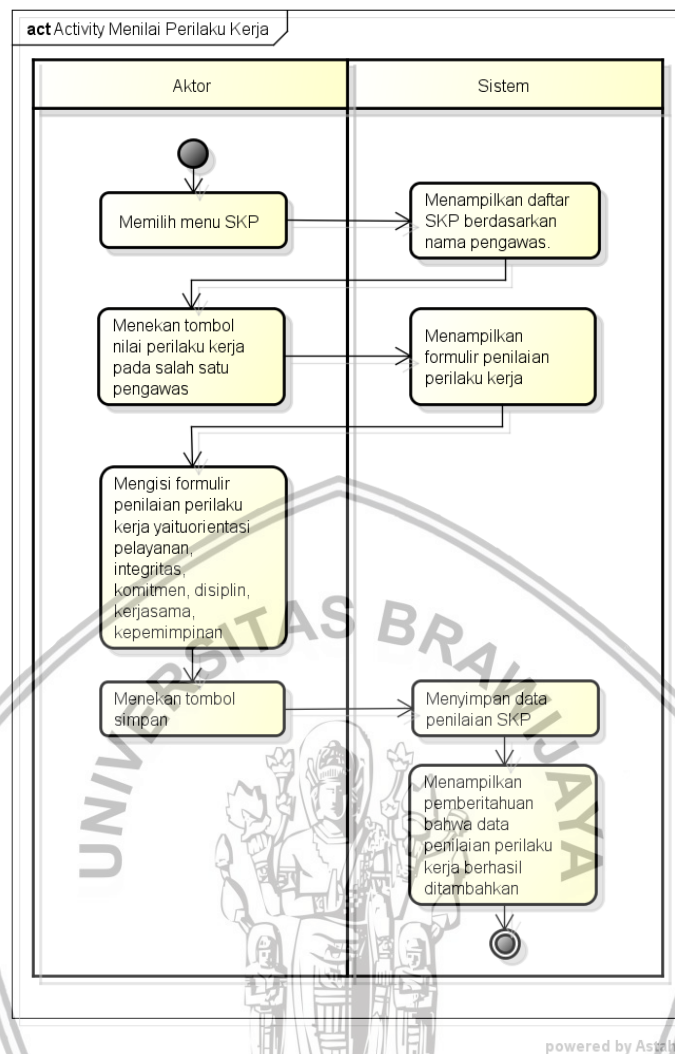 act Activity Menilai Perilaku Kerja
Aktor
Sistem
Memilih menu SKP
Menampilkan daftar
SKP berdasarkan
nama pengawas.
Menekan tombol
nilai perilaku kerja
pada salah satu
pengawas
Menampilkan
formulir penilaian
perilaku kerja
Mengisi formulir
penilaian perilaku
kerja yaituorientasi
pelayanan,
integritas,
komitmen, disiplin,
kerjasama,
kepemimpinan
Menekan tombol
simpan
Menyimpan data
penilaian SKP
Menampilkan
pemberitahuan
bahwa data
penilaian perilaku
kerja berhasil
ditambahkan
UNIVERSITAS BRAWIJAYA
powered by Astah